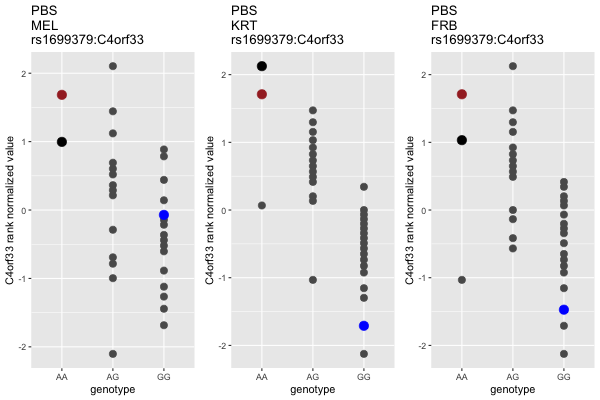 PBS
MEL
rs1699379:C4orf33
C4orf33 rank normalized value
2
1
0
-1
-2
AA AG GG
genotype
PBS
KRT
rs1699379:C4orf33
C4orf33 rank normalized value
2
1
0
-1
-2
AA AG GG
genotype
PBS
FRB
rs1699379:C4orf33
C4orf33 rank normalized value
2
1
0
-1
-2
AA AG GG
genotype